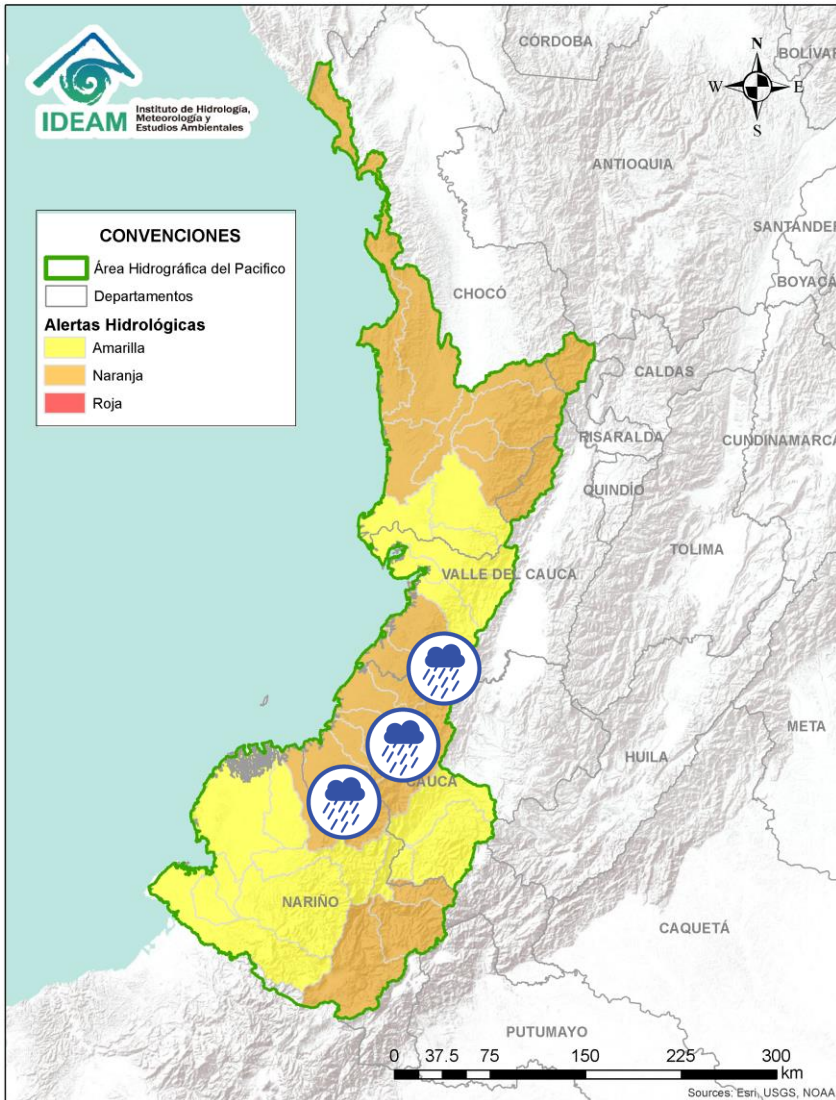 IDEAM
Instituto de Hidrología,
Meteorología y
Estudios Ambientales
N
W
E
S
CÓRDOBA
BOLÍVAR
ANTIOQUIA
SANTANDER
BOYACÁ
CHOCÓ
CALDAS
RISARALDA
CUNDINAMARCA
QUINDÍO
TOLIMA
VALLE DEL CAUCA
META
HUILA
CAUCA
NARIÑO
CAQUETÁ
PUTUMAYO
CONVENCIONES
Área Hidrográfica del Pacifico
Departamentos
Alertas Hidrológicas
Amarilla
Naranja
Roja
0 37.5 75 150 225 300
km
Sources: Esri, USGS, NOAA